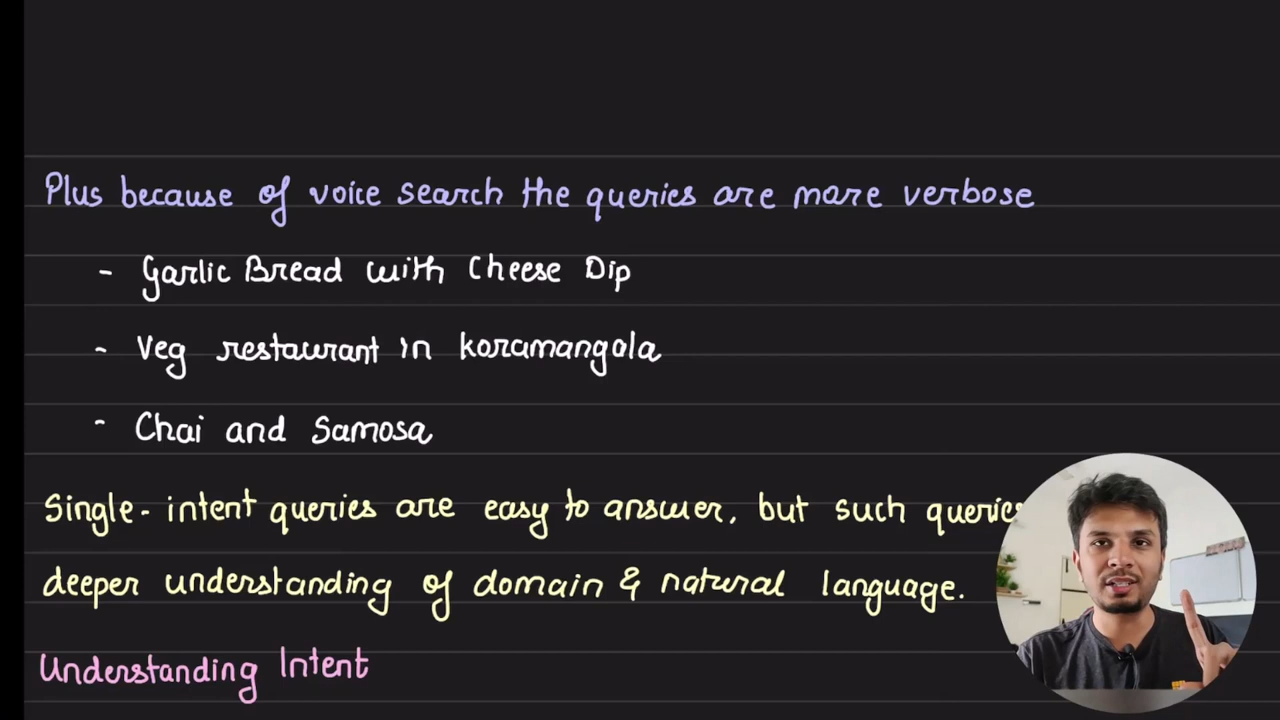 Plus because of voice search the queries are more verbose
- Garlic Bread with Cheese Dip
- Veg restaurant in koramangala
- Chai and Samosa
Single-intent queries are easy to answer, but such queries
deeper understanding of domain & natural language.
Understanding Intent